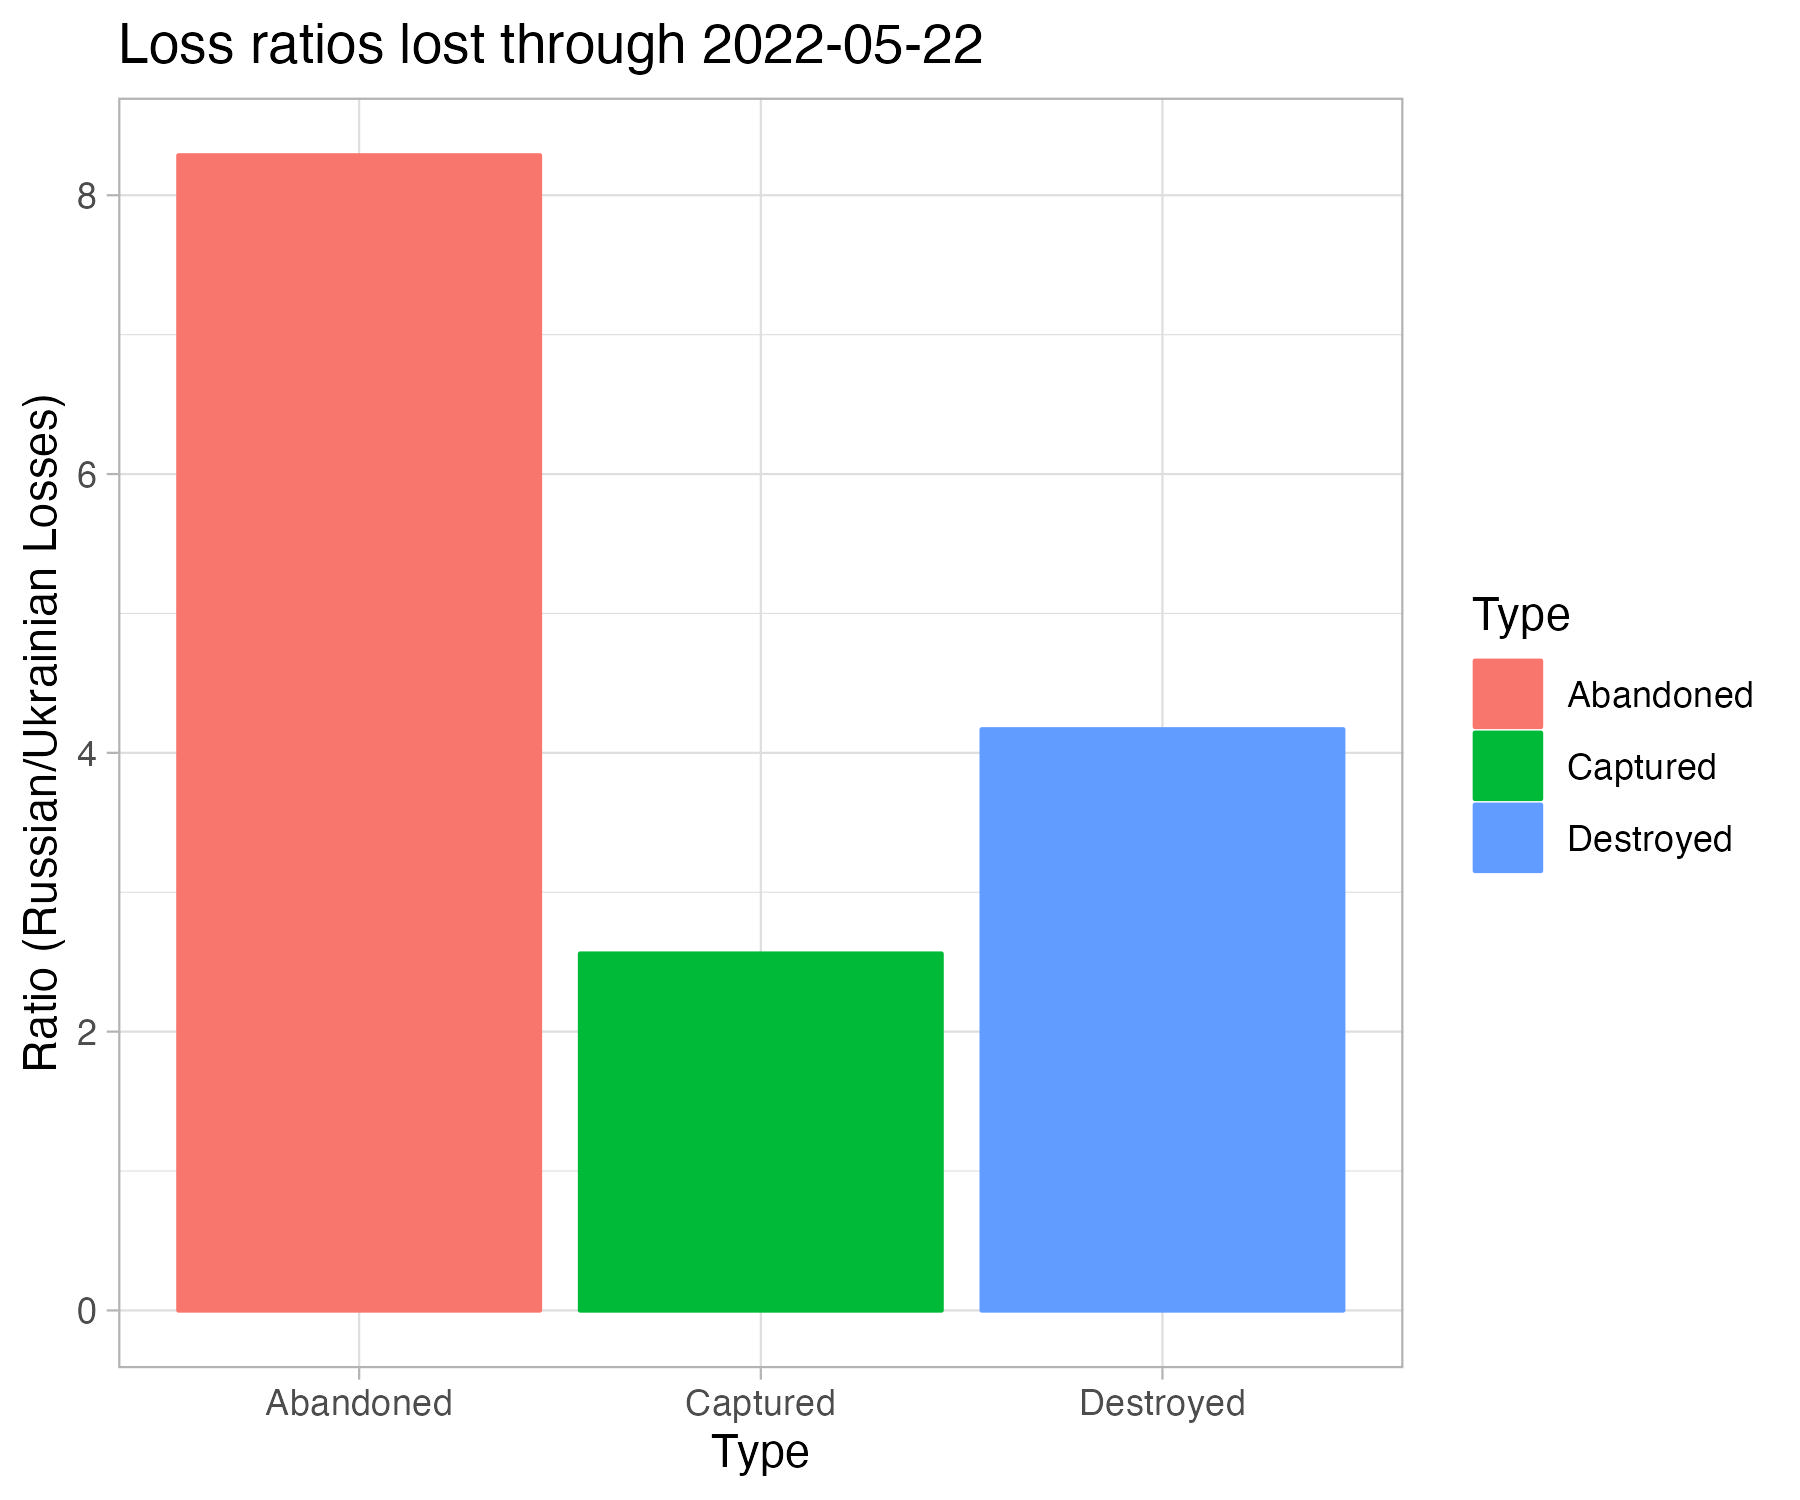 Loss ratios lost through 2022-05-22
Ratio (Russian/Ukrainian Losses)
8
6
4
2
0
Abandoned
Captured
Destroyed
Type
Type
Abandoned
Captured
Destroyed